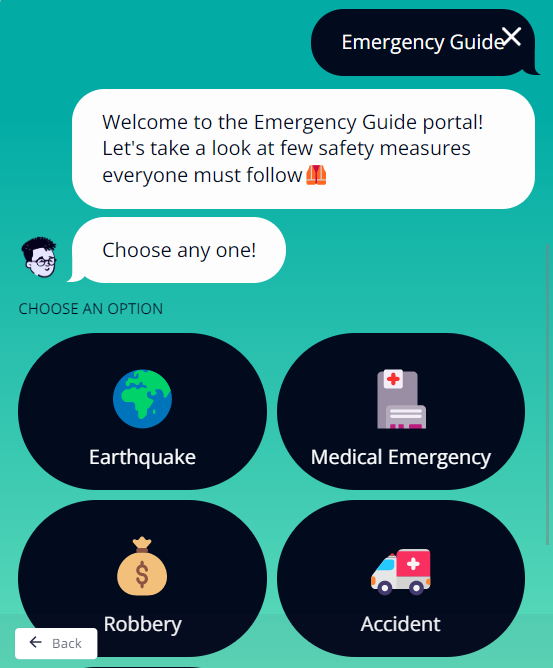 Emergency Guide
Welcome to the Emergency Guide portal!
Let's take a look at few safety measures
everyone must follow
Choose any one!
CHOOSE AN OPTION
Earthquake
Medical Emergency
$
Robbery
Accident
Back